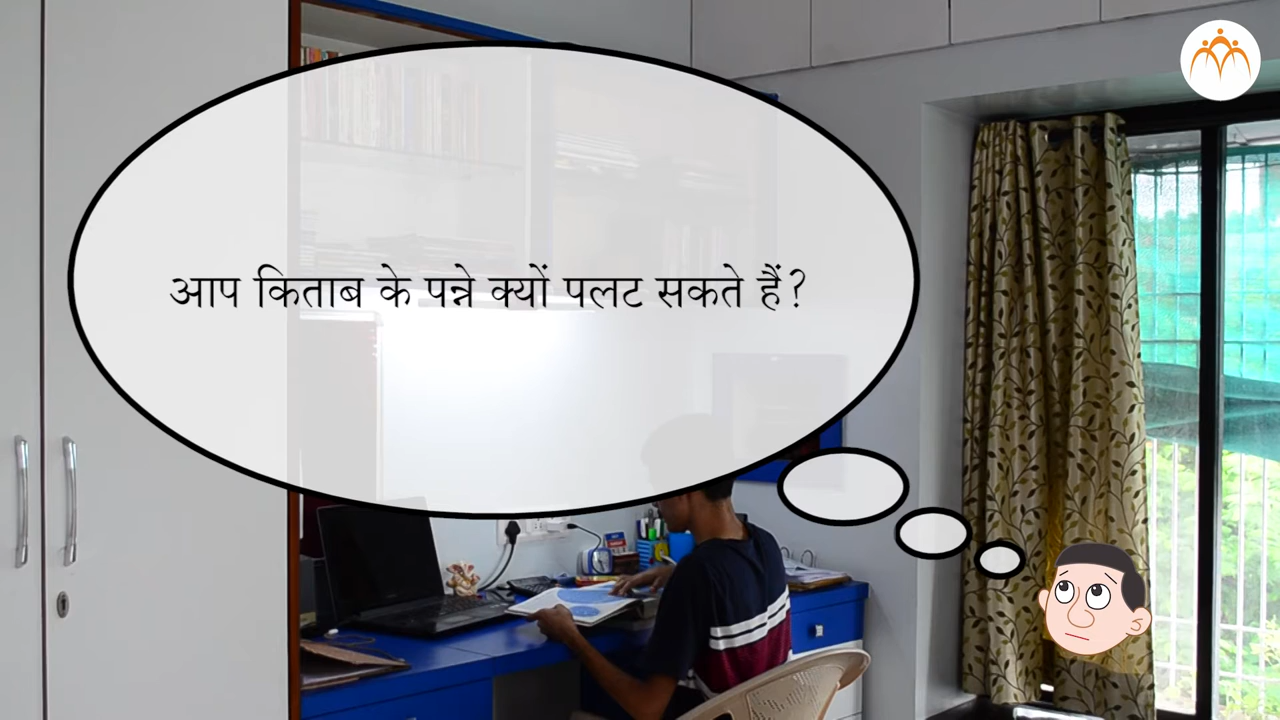 आप किताब के पन्ने क्यों पलट सकते हैं?